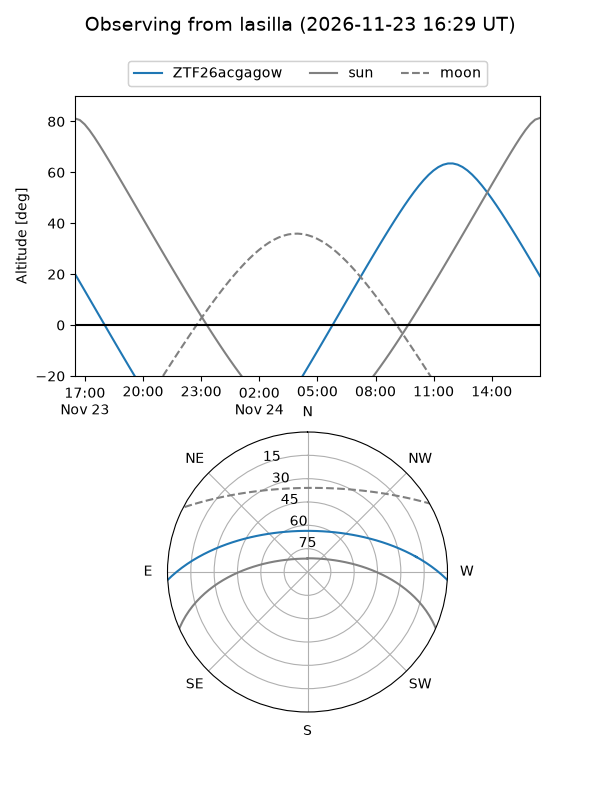 Observing from lasilla (2026-11-23 16:29 UT)
ZTF26acgagow sun moon
Altitude [deg]
80
60
40
20
0
−20
17:00 20:00 23:00 02:00 05:00 08:00 11:00 14:00
Nov 23 Nov 24
N
NE NW
15
30
45
60
75
E W
SE SW
S